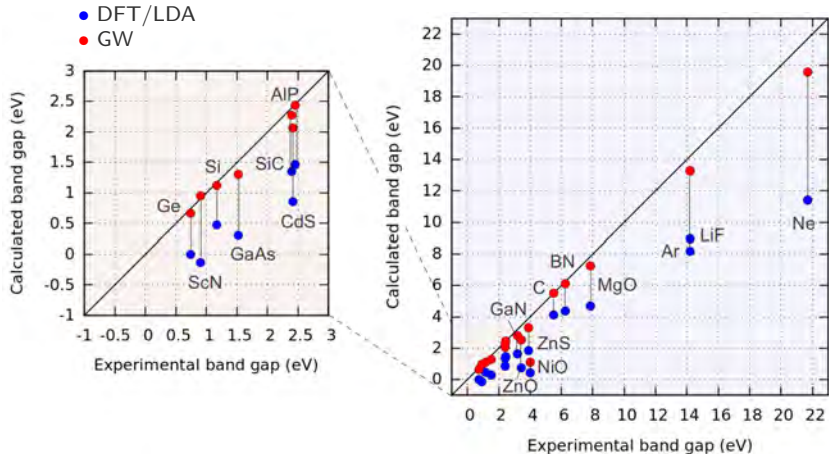 DFT/LDA
GW
Calculated band gap (eV)
3
2.5
2
1.5
1
0.5
0
-0.5
-1
AlP
Si
SiC
Ge
CdS
GaAs
ScN
-1 -0.5 0 0.5 1 1.5 2 2.5 3
Experimental band gap (eV)
Calculated band gap (eV)
22
20
18
16
14
12
10
8
6
4
2
0
Ne
LiF
Ar
BN
C
MgO
GaN
ZnS
NiO
ZnO
0 2 4 6 8 10 12 14 16 18 20 22
Experimental band gap (eV)